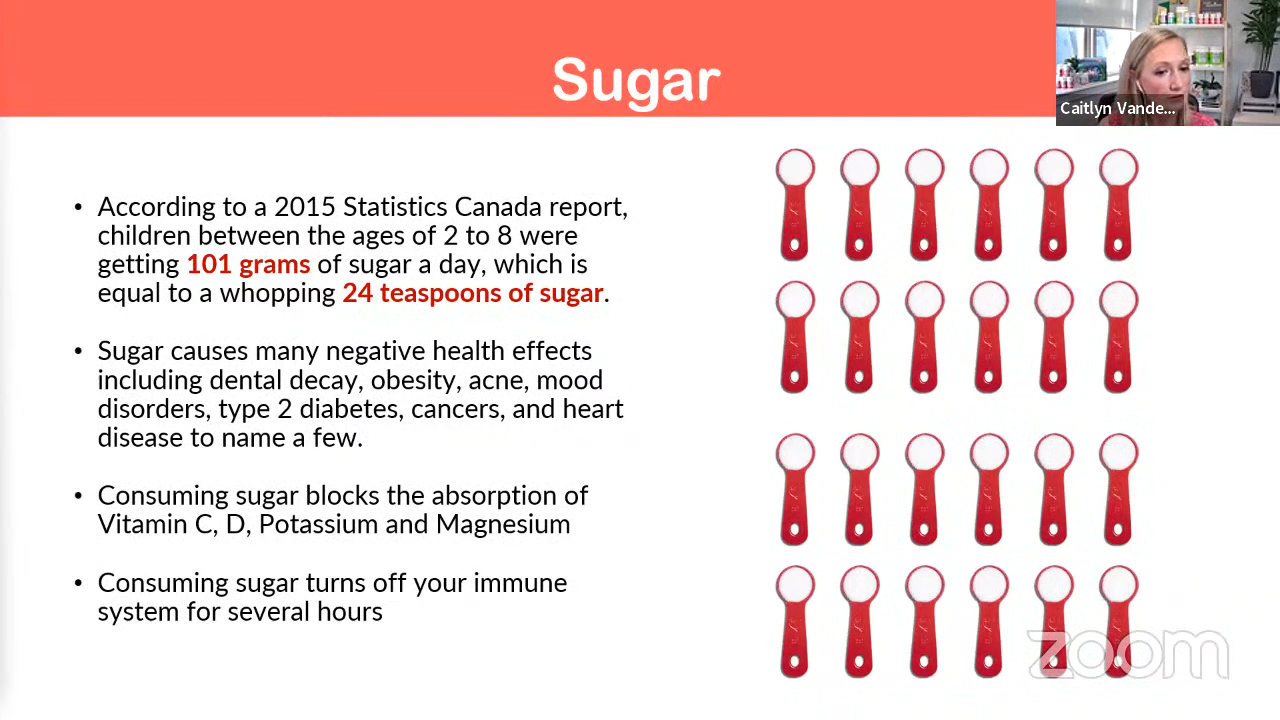 Sugar
Caitlyn Vande...
• According to a 2015 Statistics Canada report,
children between the ages of 2 to 8 were
getting 101 grams of sugar a day, which is
equal to a whopping 24 teaspoons of sugar.
• Sugar causes many negative health effects
including dental decay, obesity, acne, mood
disorders, type 2 diabetes, cancers, and heart
disease to name a few.
• Consuming sugar blocks the absorption of
Vitamin C, D, Potassium and Magnesium
• Consuming sugar turns off your immune
system for several hours
zoom